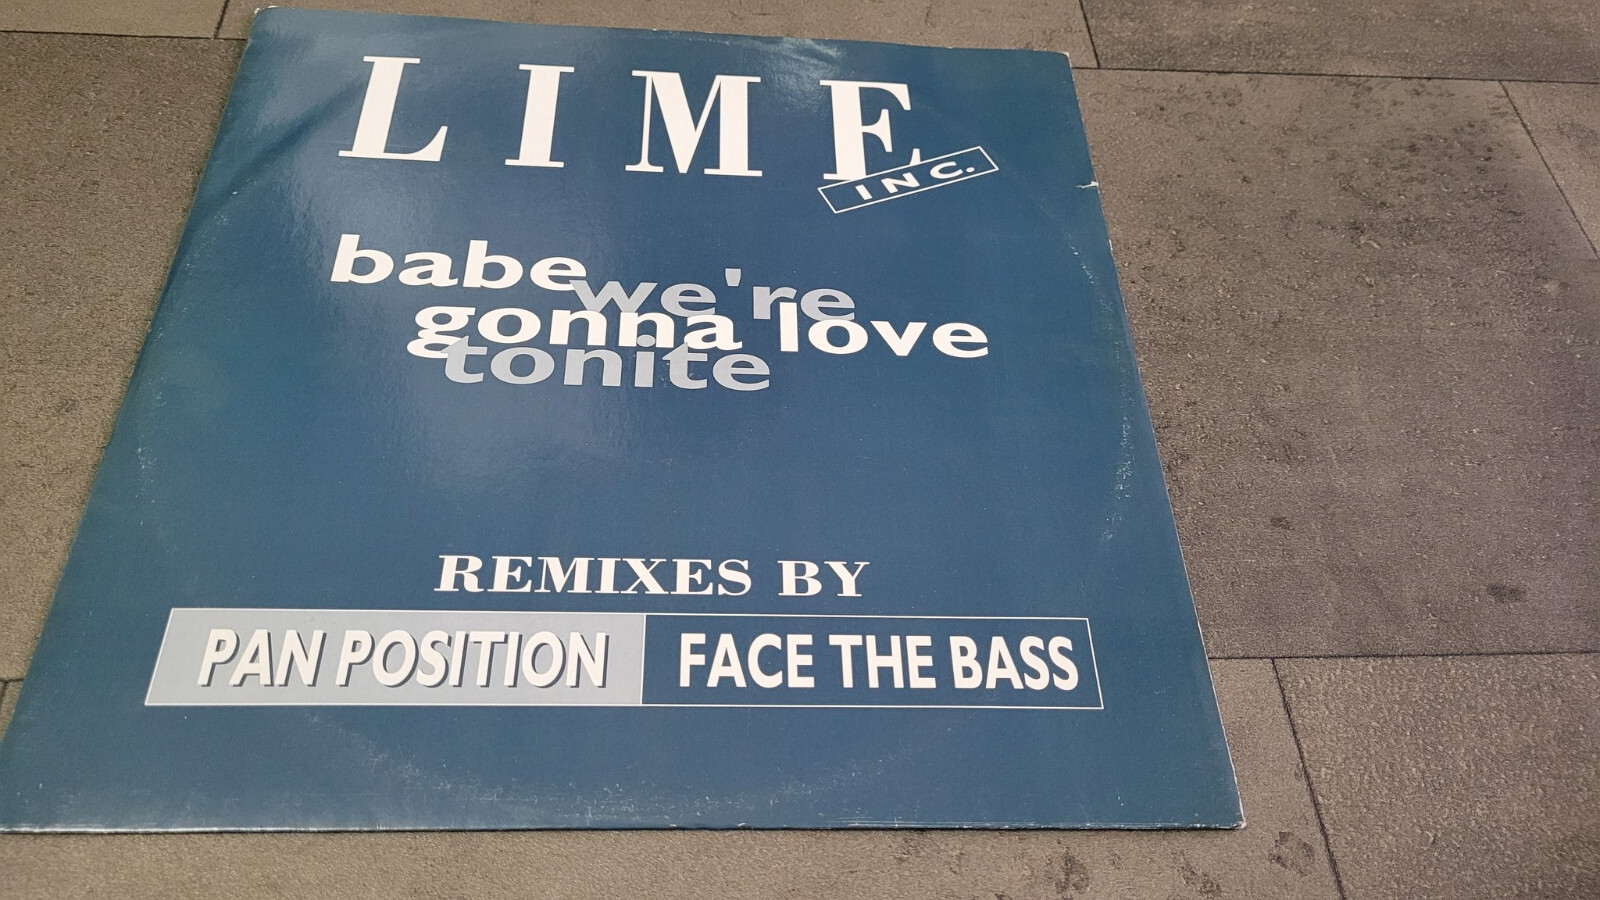 LIME
INC.
babe we're
gonna love
tonite
REMIXES BY
PAN POSITION FACE THE BASS